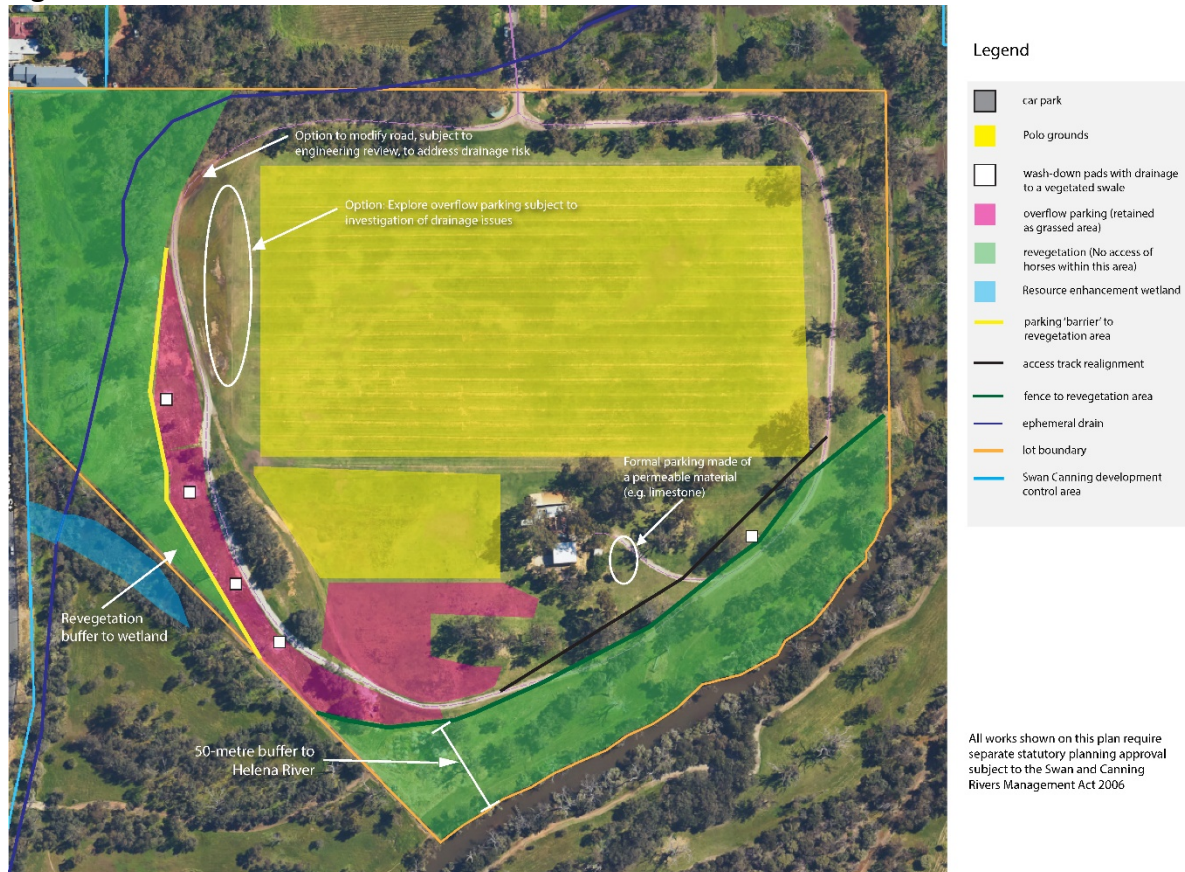 Option to modify road, subject to
engineering review, to address drainage risk
Option: Explore overflow parking subject to
investigation of drainage issues
Formal parking made of
a permeable material
(e.g. limestone)
Revegetation
buffer to wetland
50-metre buffer to
Helena River
Legend
car park
Polo grounds
wash-down pads with drainage
to a vegetated swale
overflow parking (retained
as grassed area)
revegetation (No access of
horses within this area)
Resource enhancement wetland
parking ‘barrier’ to
revegetation area
access track realignment
fence to revegetation area
ephemeral drain
lot boundary
Swan Canning development
control area
All works shown on this plan require
separate statutory planning approval
subject to the Swan and Canning
Rivers Management Act 2006